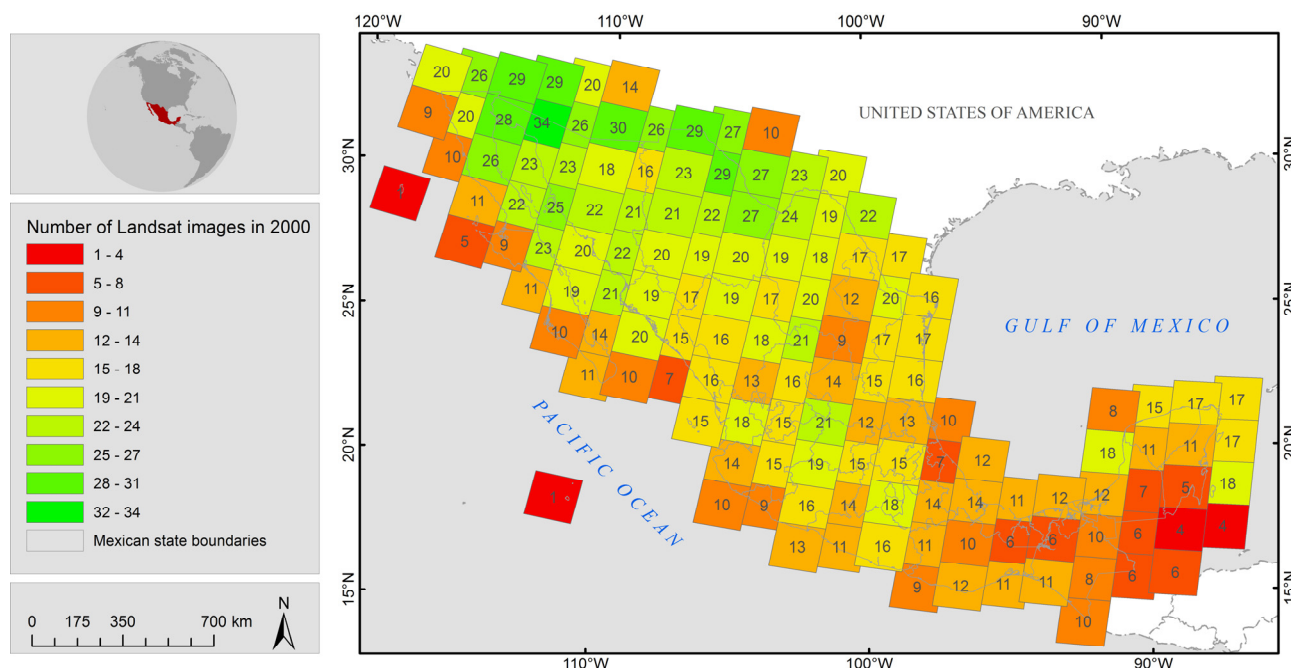 120°W 110°W 100°W 90°W
20 26 29 29 20 14
9 20 28 34 26 30 26 29 27 10
UNITED STATES OF AMERICA
30°N 30°N
10 26 23 23 18 16 23 29 27 23 20
11 22 25 22 21 21 22 27 24 19 22
Number of Landsat images in 2000
1 - 4
5 - 8
9 - 11
12 - 14
15 - 18
19 - 21
22 - 24
25 - 27
28 - 31
32 - 34
Mexican state boundaries
5 9 23 20 22 20 19 20 19 18 17 17
25°N 25°N
11 19 21 19 17 19 17 20 12 20 16
GULF OF MEXICO
10 14 20 15 16 18 21 9 17 17
11 10 7 16 13 16 14 15 16
PACIFIC OCEAN
15 18 15 21 12 13 10
8 15 17 17
20°N 20°N
14 15 19 15 15 7 12
18 11 11 17
1
10 9 16 14 18 14 14 11 12 12 7 5 18
13 11 16 11 10 6 6 10 6 4 4
15°N 15°N
9 12 11 11 8 6 6
10
0 175 350 700 km
N
110°W 100°W 90°W